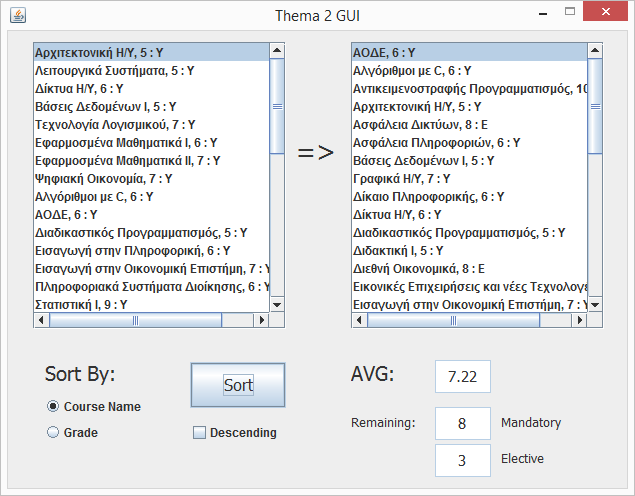 Thema 2 GUI
Αρχιτεκτονική Η/Υ, 5 : Υ
Λειτουργικά Συστήματα, 5 : Υ
Δίκτυα Η/Υ, 6 : Υ
Βάσεις Δεδομένων Ι, 5 : Υ
Τεχνολογία Λογισμικού, 7 : Υ
Εφαρμοσμένα Μαθηματικά Ι, 6 : Υ
Εφαρμοσμένα Μαθηματικά ΙΙ, 7 : Υ
Ψηφιακή Οικονομία, 7 : Υ
Αλγόριθμοι με C, 6 : Υ
ΑΟΔΕ, 6 : Υ
Διαδικαστικός Προγραμματισμός, 5 : Υ
Εισαγωγή στην Πληροφορική, 6 : Υ
Εισαγωγή στην Οικονομική Επιστήμη, 7 : Υ
Πληροφοριακά Συστήματα Διοίκησης, 6 : Υ
Στατιστική Ι, 9 : Υ
=>
ΑΟΔΕ, 6 : Υ
Αλγόριθμοι με C, 6 : Υ
Αντικειμενοστραφής Προγραμματισμός, 10
Αρχιτεκτονική Η/Υ, 5 : Υ
Ασφάλεια Δικτύων, 8 : Ε
Ασφάλεια Πληροφοριών, 6 : Υ
Βάσεις Δεδομένων Ι, 5 : Υ
Γραφικά Η/Υ, 7 : Υ
Δίκαιο Πληροφορικής, 6 : Υ
Δίκτυα Η/Υ, 6 : Υ
Διαδικαστικός Προγραμματισμός, 5 : Υ
Διδακτική Ι, 5 : Υ
Διεθνή Οικονομικά, 8 : Ε
Εικονικές Επιχειρήσεις και νέες Τεχνολογί
Εισαγωγή στην Οικονομική Επιστήμη, 7 : Υ
Sort By:
Course Name
Grade
Sort
Descending
AVG:
7.22
Remaining:
8
Mandatory
3
Elective